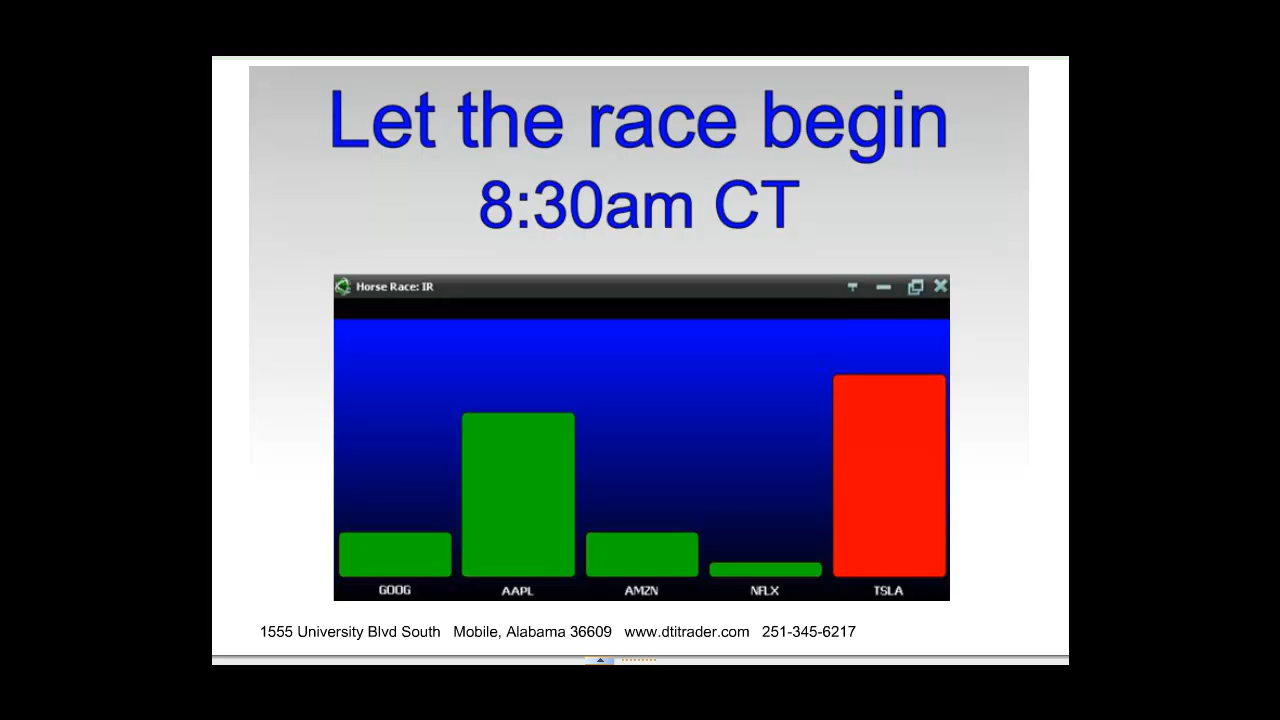 Let the race begin
8:30am CT
Horse Race: IR
GOOG AAPL AMZN NFLX TSLA
1555 University Blvd South Mobile, Alabama 36609 www.dtitrader.com 251-345-6217